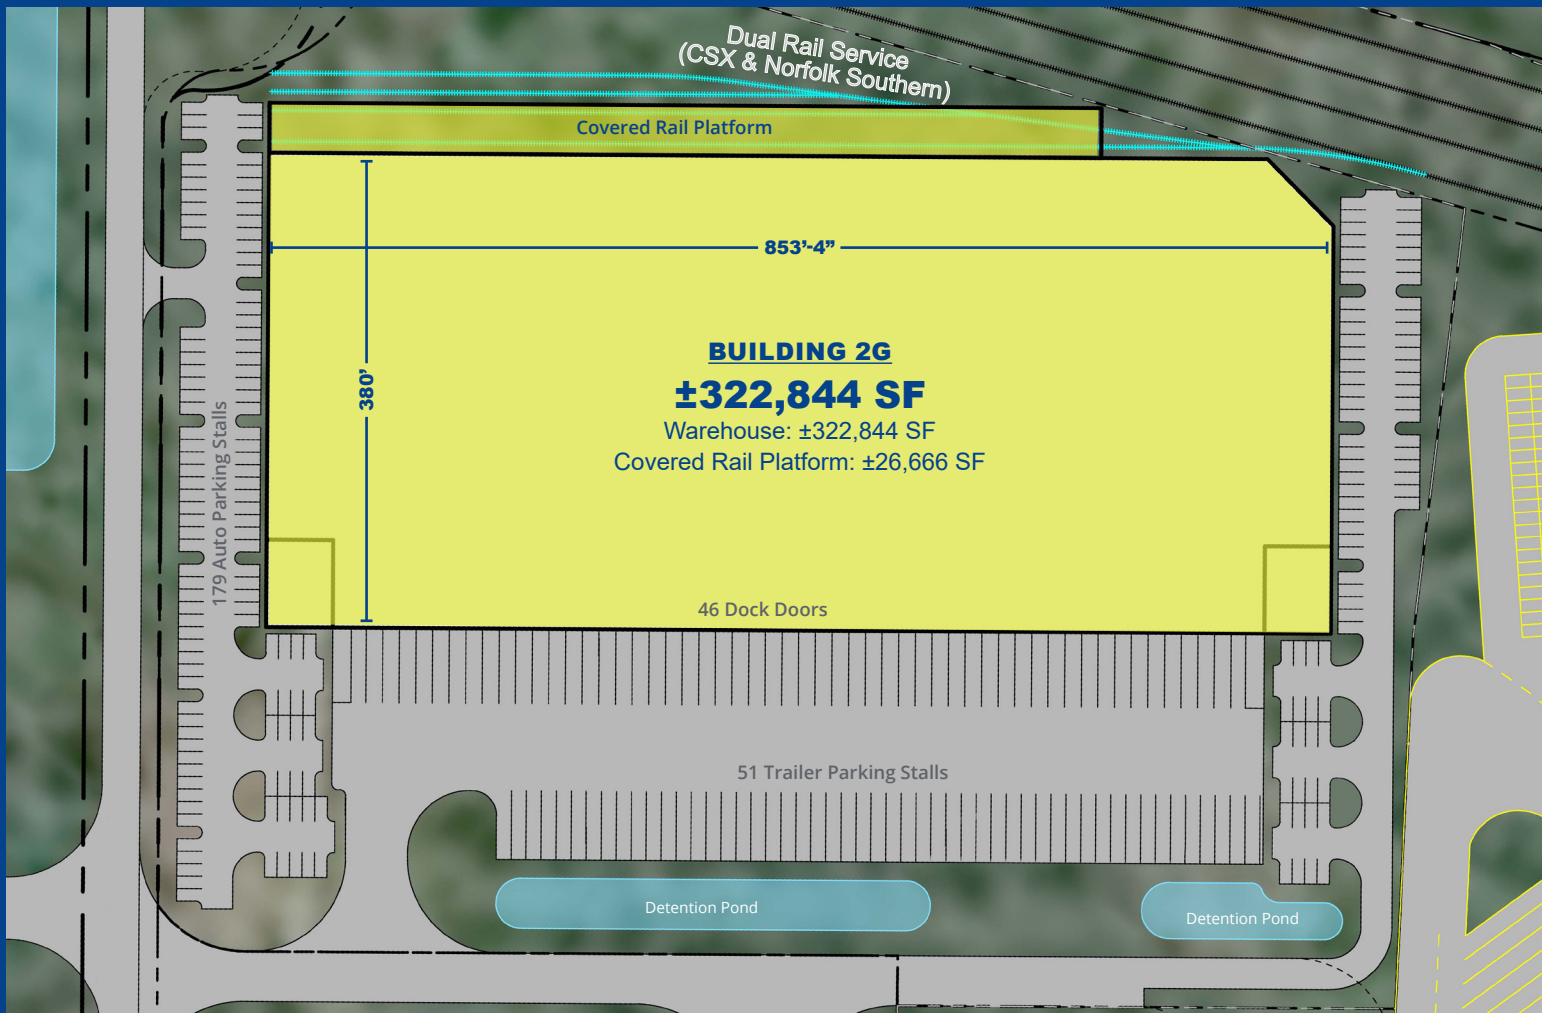 Dual Rail Service
(CSX & Norfolk Southern)
Covered Rail Platform
853’-4”
380’
BUILDING 2G
±322,844 SF
Warehouse: ±322,844 SF
Covered Rail Platform: ±26,666 SF
179 Auto Parking Stalls
46 Dock Doors
51 Trailer Parking Stalls
Detention Pond
Detention Pond